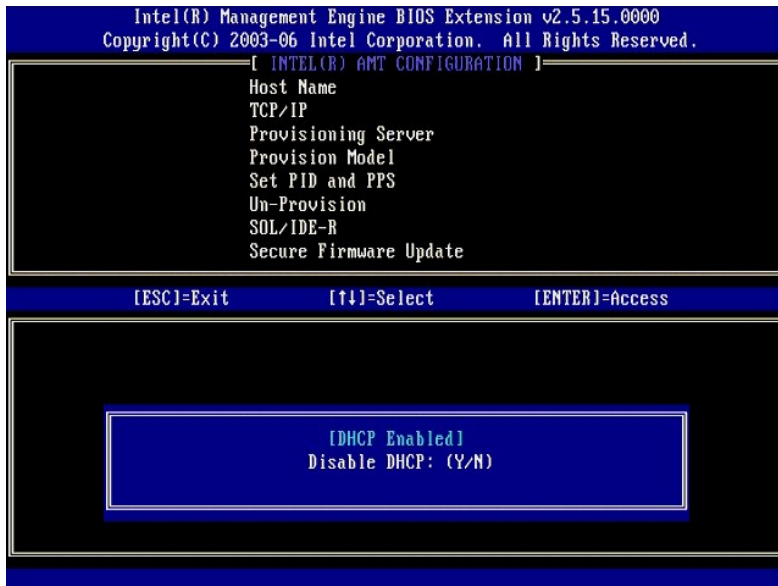 Intel(R) Management Engine BIOS Extension v2.5.15.0000
Copyright(C) 2003-06 Intel Corporation. All Rights Reserved.
[ INTEL(R) AMT CONFIGURATION ]
Host Name
TCP/IP
Provisioning Server
Provision Model
Set PID and PPS
Un-Provision
SOL/IDE-R
Secure Firmware Update
[ESC]=Exit [↑↓]=Select [ENTER]=Access
[DHCP Enabled]
Disable DHCP: (Y/N)